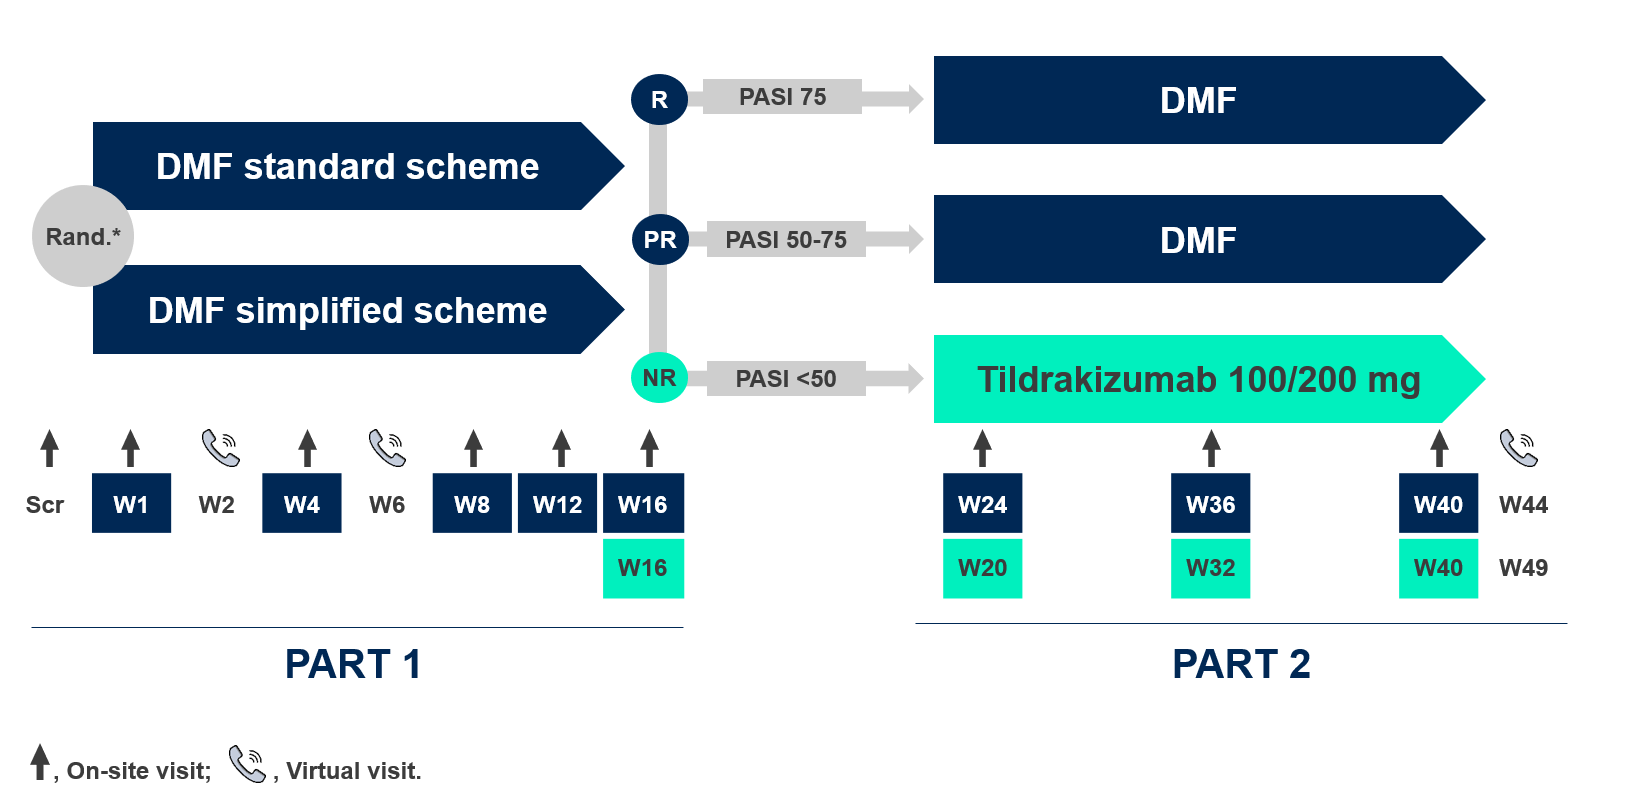 R
PASI 75
DMF
DMF standard scheme
Rand.*
PR
PASI 50-75
DMF
DMF simplified scheme
NR
PASI <50
Tildrakizumab 100/200 mg
Scr
W1
W2
W4
W6
W8
W12
W16
W24
W36
W40
W44
W16
W20
W32
W40
W49
PART 1
PART 2
, On-site visit;
, Virtual visit.